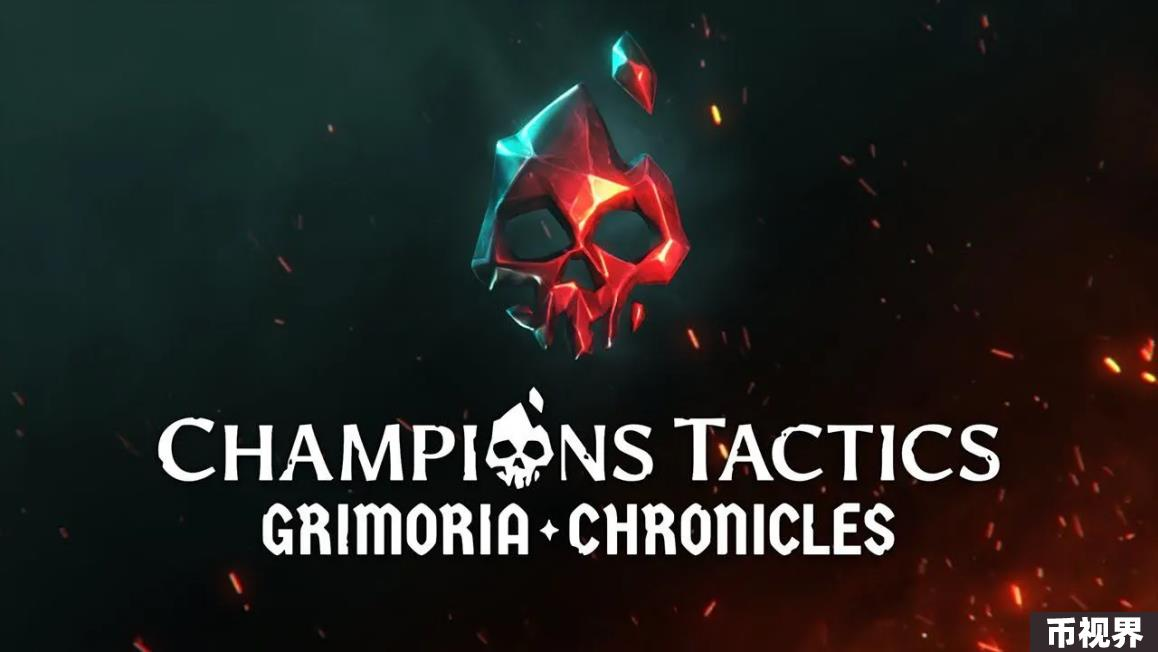 CHAMPIONS TACTICS
GRIMORIA CHRONICLES
币视界